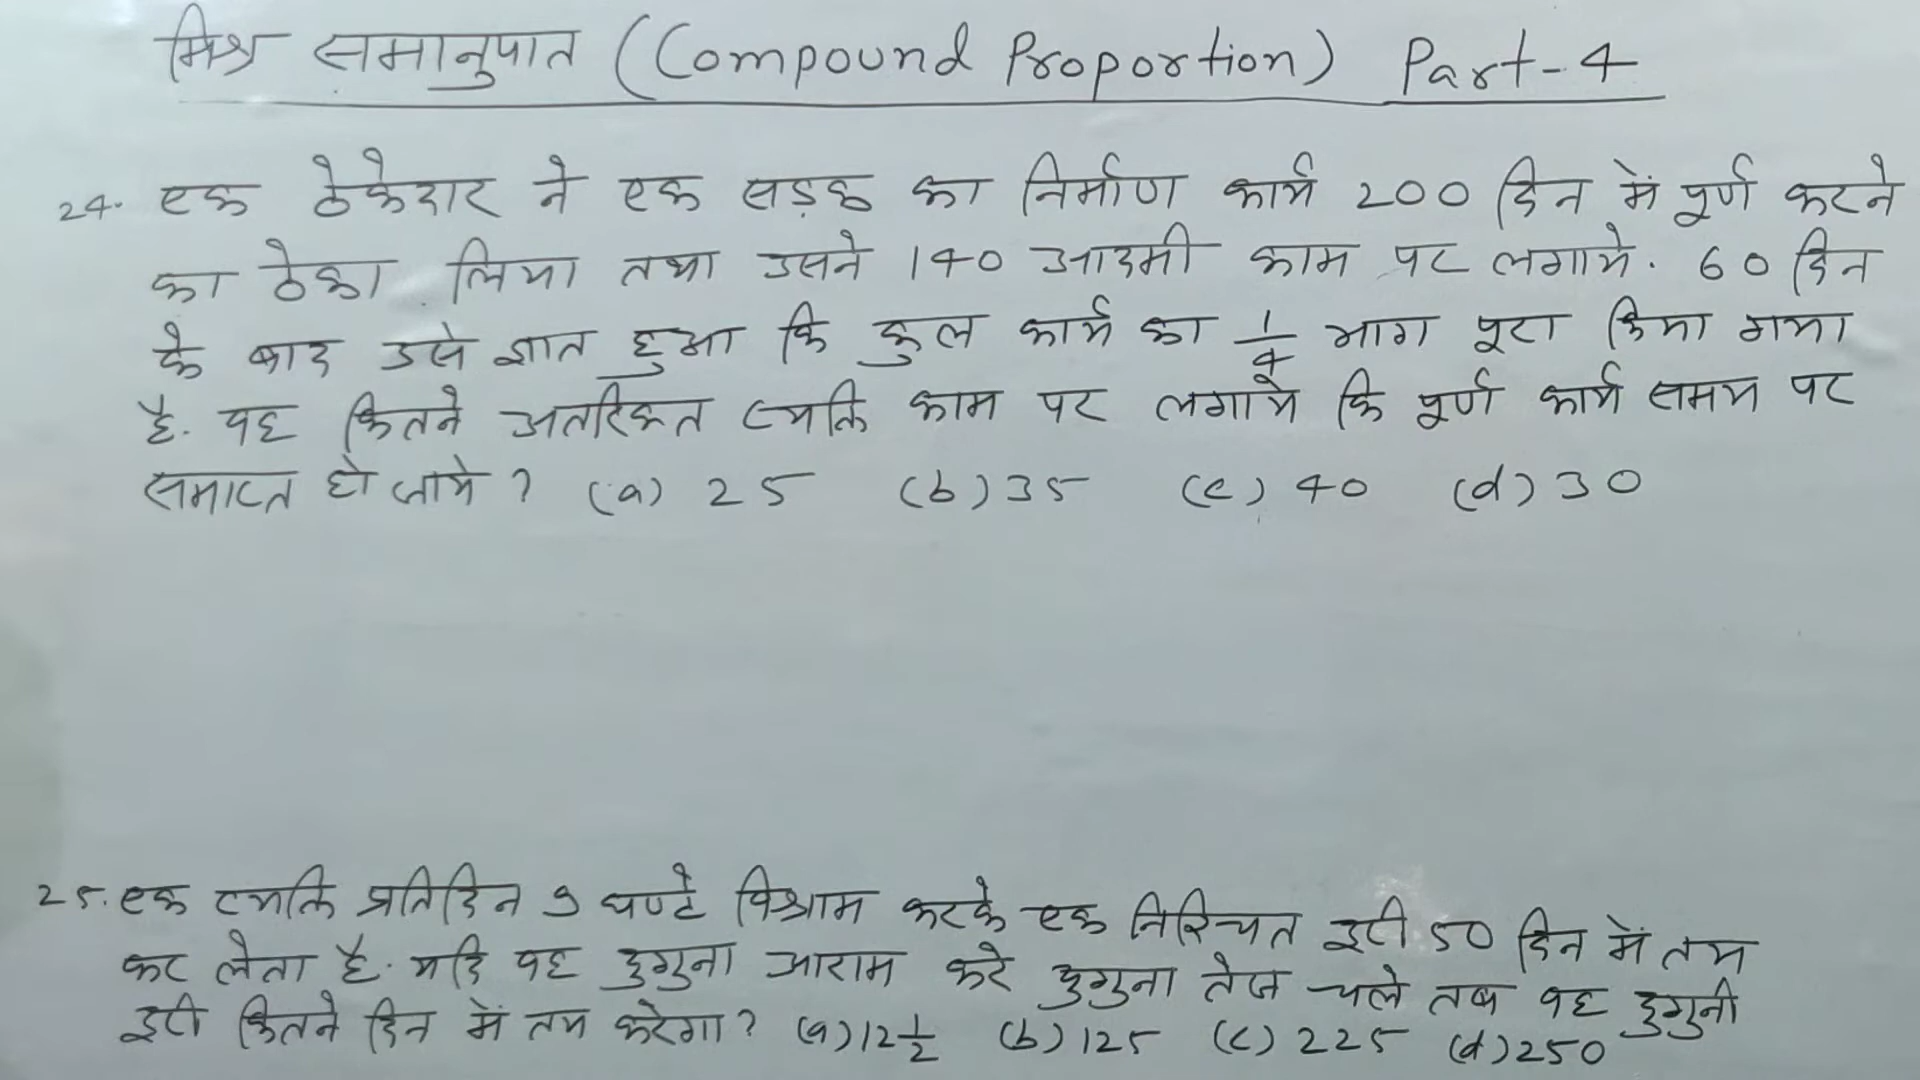 मिश्र समानुपात (Compound Proportion) Part-4
24. एक ठेकेदार ने एक सड़क का निर्माण कार्य 200 दिन में पूर्ण करने
का ठेका लिया तथा उसने 140 आदमी काम पर लगाये. 60 दिन
के बाद उसे ज्ञात हुआ कि कुल कार्य का 1/4 भाग पूरा किया गया
है. वह कितने अतरिक्त व्यक्ति काम पर लगाये कि पूर्ण कार्य समय पर
समाप्त हो जाये ? (a) 25 (b) 35 (c) 40 (d) 30
25. एक व्यक्ति प्रतिदिन 9 घण्टे विश्राम करके एक निश्चित दूरी 50 दिन में तय
कर लेता है. यदि वह दुगुना आराम करे दुगुना तेज चले तब वह दुगुनी
दूरी कितने दिन में तय करेगा? (a) 12 1/2 (b) 125 (c) 225 (d) 250